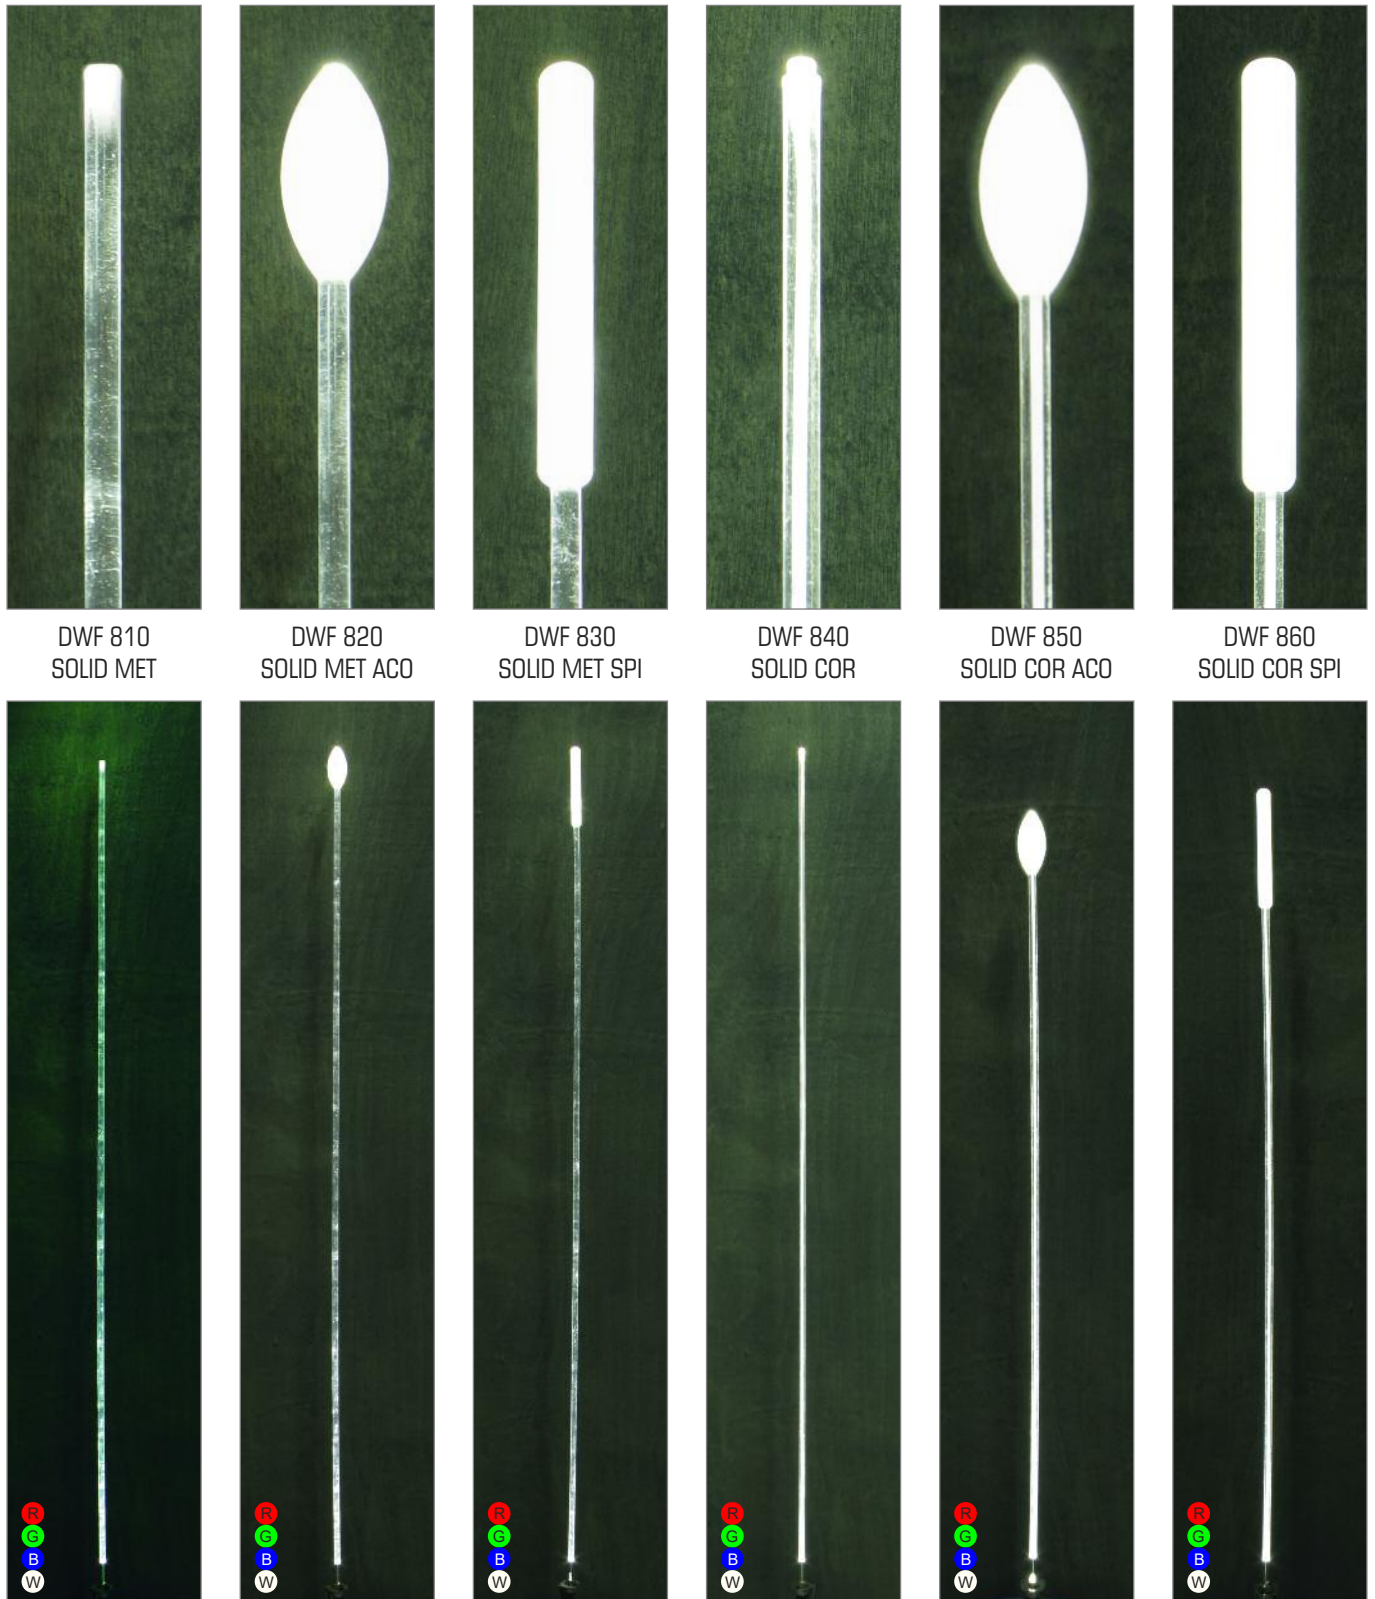 DWF 810
SOLID MET
DWF 820
SOLID MET ACO
DWF 830
SOLID MET SPI
DWF 840
SOLID COR
DWF 850
SOLID COR ACO
DWF 860
SOLID COR SPI
R
G
B
W
R
G
B
W
R
G
B
W
R
G
B
W
R
G
B
W
R
G
B
W